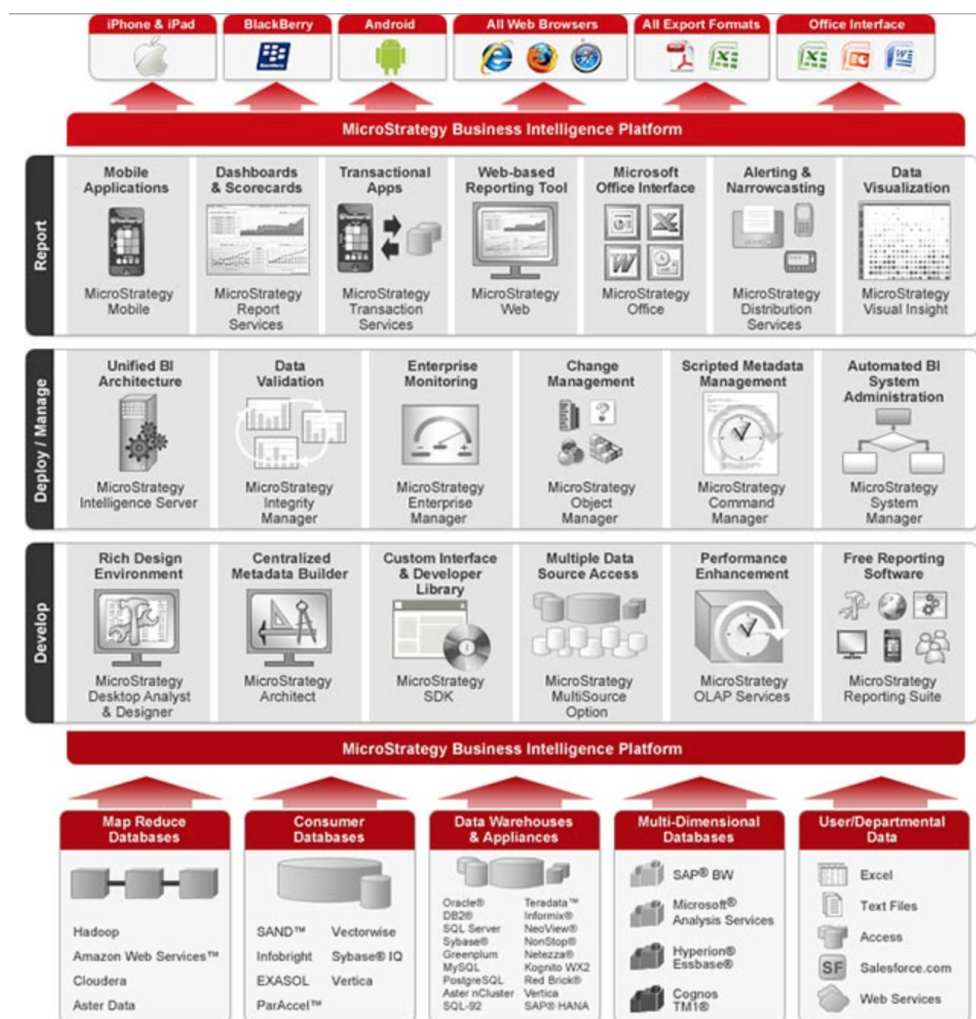 iPhone & iPad
BlackBerry
Android
All Web Browsers
All Export Formats
Office Interface
MicroStrategy Business Intelligence Platform
Report
Mobile
Applications
MicroStrategy
Mobile
Dashboards
& Scorecards
MicroStrategy
Report
Services
Transactional
Apps
MicroStrategy
Transaction
Services
Web-based
Reporting Tool
MicroStrategy
Web
Microsoft
Office Interface
MicroStrategy
Office
Alerting &
Narrowcasting
MicroStrategy
Distribution
Services
Data
Visualization
MicroStrategy
Visual Insight
Deploy / Manage
Unified BI
Architecture
MicroStrategy
Intelligence Server
Data
Validation
MicroStrategy
Integrity
Manager
Enterprise
Monitoring
MicroStrategy
Enterprise
Manager
Change
Management
MicroStrategy
Object
Manager
Scripted Metadata
Management
MicroStrategy
Command
Manager
Automated BI
System
Administration
MicroStrategy
System
Manager
Develop
Rich Design
Environment
MicroStrategy
Desktop Analyst
& Designer
Centralized
Metadata Builder
MicroStrategy
Architect
Custom Interface
& Developer
Library
MicroStrategy
SDK
Multiple Data
Source Access
MicroStrategy
MultiSource
Option
Performance
Enhancement
MicroStrategy
OLAP Services
Free Reporting
Software
MicroStrategy
Reporting Suite
MicroStrategy Business Intelligence Platform
Map Reduce
Databases
Hadoop
Amazon Web Services™
Cloudera
Aster Data
Consumer
Databases
SAND™ Vectorwise
Infobright Sybase® IQ
EXASOL Vertica
ParAccel™
Data Warehouses
& Appliances
Oracle® Teradata™
DB2® Informix®
SQL Server NeoView®
Sybase® NonStop®
Greenplum Netezza®
MySQL Kognito WX2
PostgreSQL Red Brick®
Aster nCluster Vertica
SQL-92 SAP® HANA
Multi-Dimensional
Databases
SAP® BW
Microsoft®
Analysis Services
Hyperion®
Essbase®
Cognos
TM1®
User/Departmental
Data
Excel
Text Files
Access
SF Salesforce.com
Web Services